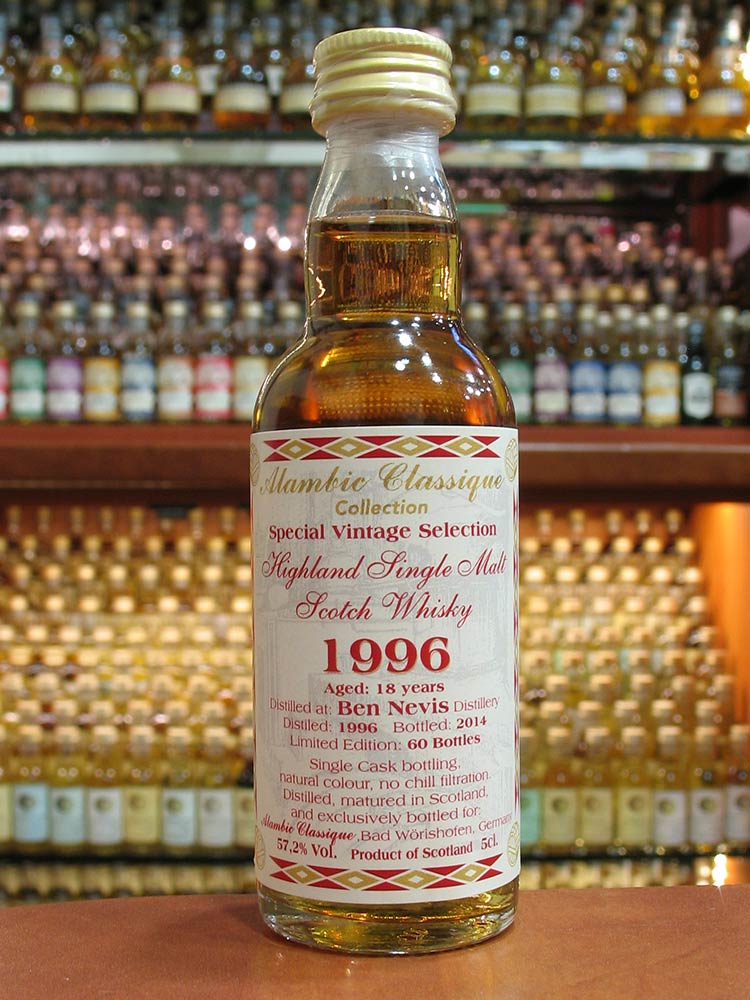 Alambic Classique
Collection
Special Vintage Selection
Highland Single Malt
Scotch Whisky
1996
Aged: 18 years
Distilled at: Ben Nevis Distillery
Distiled: 1996 Bottled: 2014
Limited Edition: 60 Bottles
Single Cask bottling,
natural colour, no chill filtration.
Distilled, matured in Scotland,
and exclusively bottled for:
Alambic Classique, Bad Wörishofen, Germany
57,2% Vol. Product of Scotland 5cl.